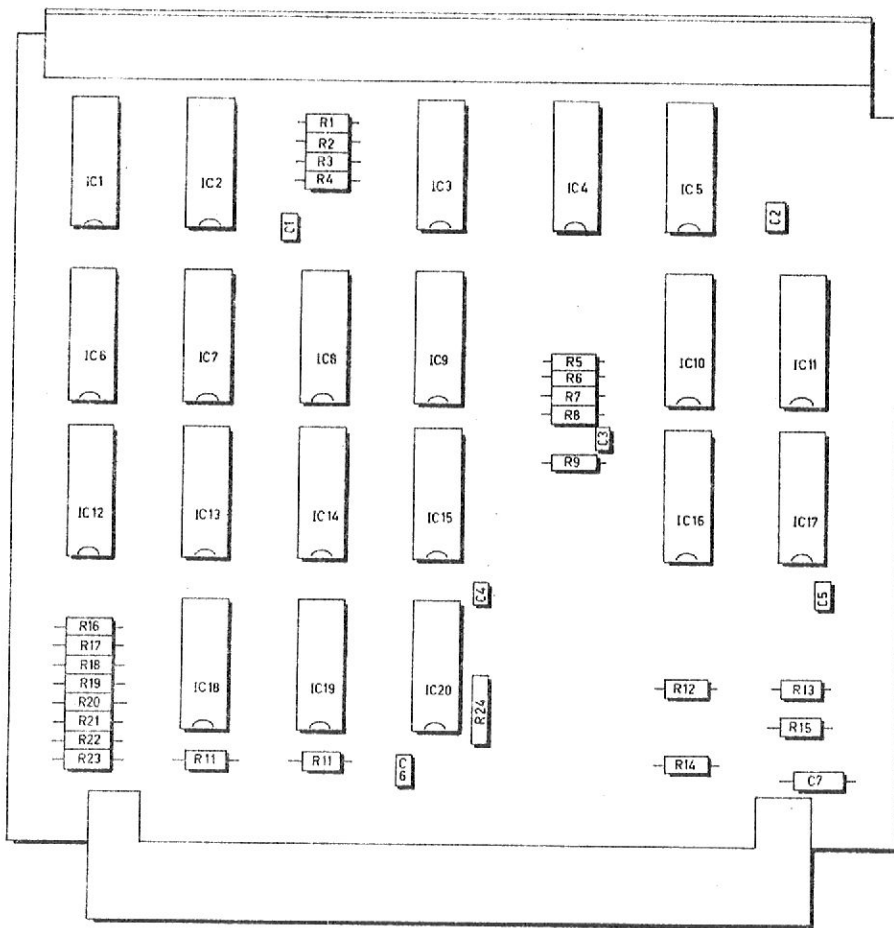 R1
R2
R3
R4
IC1
IC2
IC3
IC4
IC5
C1
C2
IC6
IC7
IC8
IC9
R5
R6
R7
R8
IC10
IC11
C3
R9
IC12
IC13
IC14
IC15
IC16
IC17
C4
C5
R16
R17
R18
R19
R20
R21
R22
R23
IC18
IC19
IC20
R24
R12
R13
R15
R11
R11
C6
R14
C7